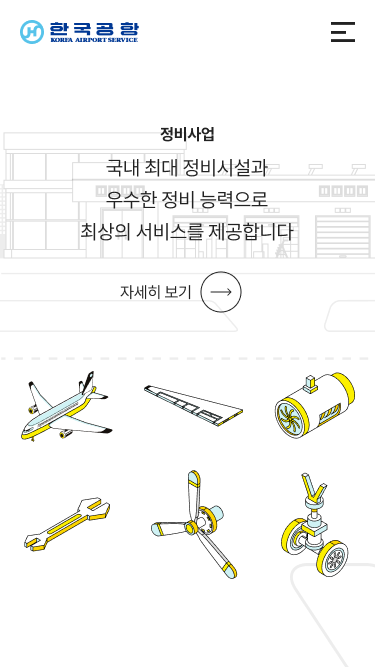 한국공항
KOREA AIRPORT SERVICE
정비사업
국내 최대 정비시설과
우수한 정비 능력으로
최상의 서비스를 제공합니다
자세히 보기